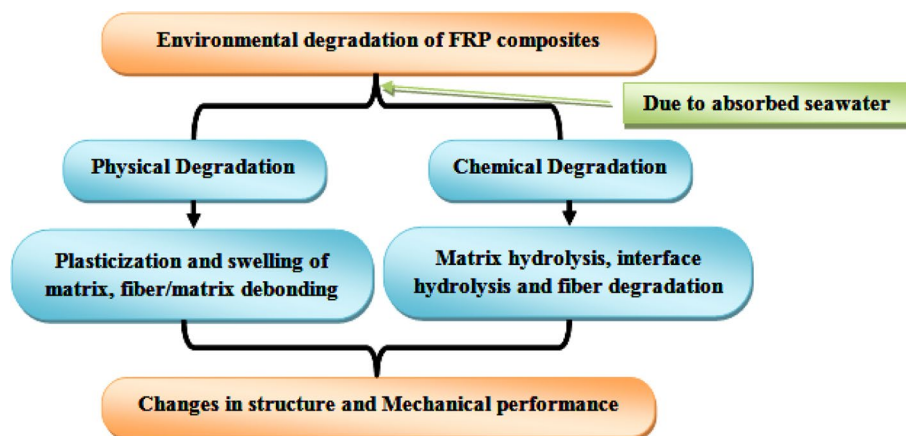 Environmental degradation of FRP composites
Due to absorbed seawater
Physical Degradation
Chemical Degradation
Plasticization and swelling of
matrix, fiber/matrix debonding
Matrix hydrolysis, interface
hydrolysis and fiber degradation
Changes in structure and Mechanical performance